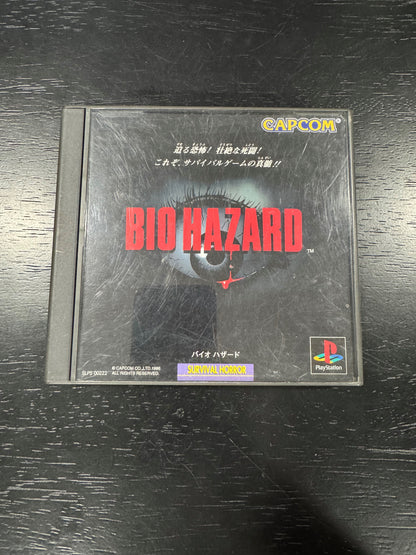 CAPCOM®
迫る恐怖! 壮絶な死闘!
これぞ、サバイバルゲームの真髄!!
BIO HAZARD™
バイオ ハザード
SURVIVAL HORROR
SLPS 00222
© CAPCOM CO.,LTD.1996
ALL RIGHTS RESERVED.
PlayStation